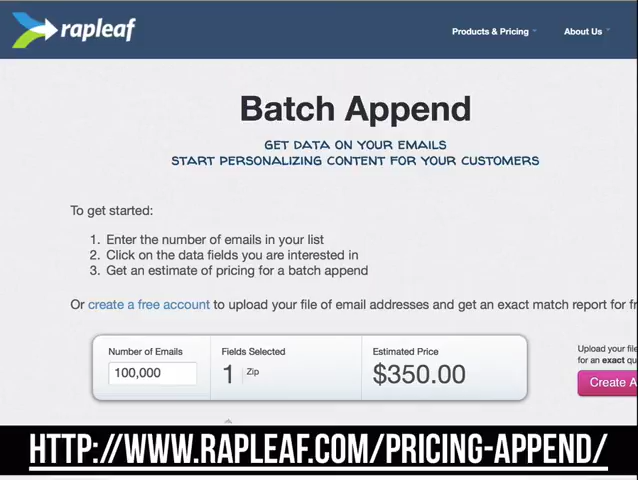 rapleaf
Products & Pricing
About Us
Batch Append
GET DATA ON YOUR EMAILS
START PERSONALIZING CONTENT FOR YOUR CUSTOMERS
To get started:
1. Enter the number of emails in your list
2. Click on the data fields you are interested in
3. Get an estimate of pricing for a batch append
Or create a free account to upload your file of email addresses and get an exact match report for fr
Number of Emails
100,000
Fields Selected
1 Zip
Estimated Price
$350.00
Upload your file
for an exact qu
Create A
HTTP://WWW.RAPLEAF.COM/PRICING-APPEND/